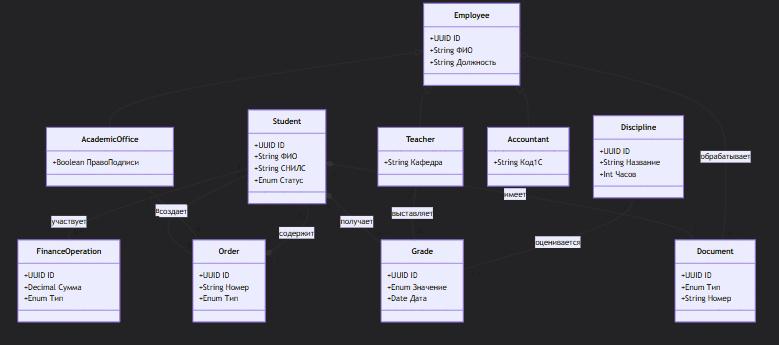 Employee
+UUID ID
+String ФИО
+String Должность
AcademicOffice
+Boolean ПравоПодписи
Student
+UUID ID
+String ФИО
+String СНИЛС
+Enum Статус
Teacher
+String Кафедра
Accountant
+String Код1С
Discipline
+UUID ID
+String Название
+Int Часов
обрабатывает
имеет
участвует
создает
получает
выставляет
содержит
оценивается
FinanceOperation
+UUID ID
+Decimal Сумма
+Enum Тип
Order
+UUID ID
+String Номер
+Enum Тип
Grade
+UUID ID
+Enum Значение
+Date Дата
Document
+UUID ID
+Enum Тип
+String Номер